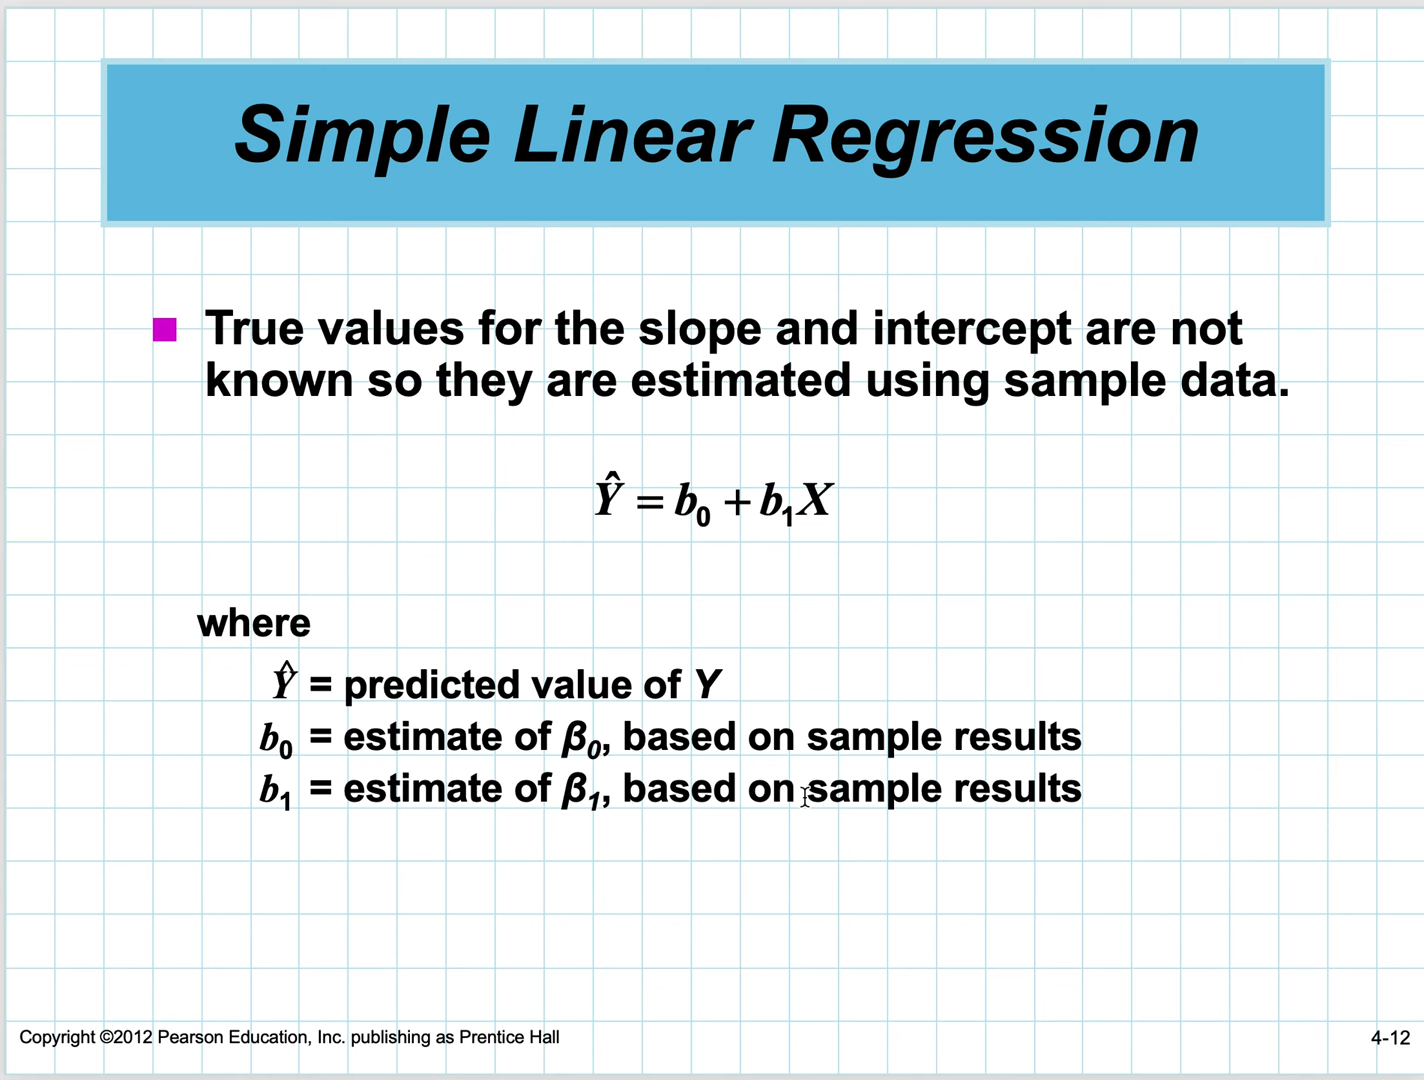 Simple Linear Regression
True values for the slope and intercept are not
known so they are estimated using sample data.
Ŷ = b₀ + b₁X
where
Ŷ = predicted value of Y
b₀ = estimate of β₀, based on sample results
b₁ = estimate of β₁, based on sample results
Copyright ©2012 Pearson Education, Inc. publishing as Prentice Hall
4-12